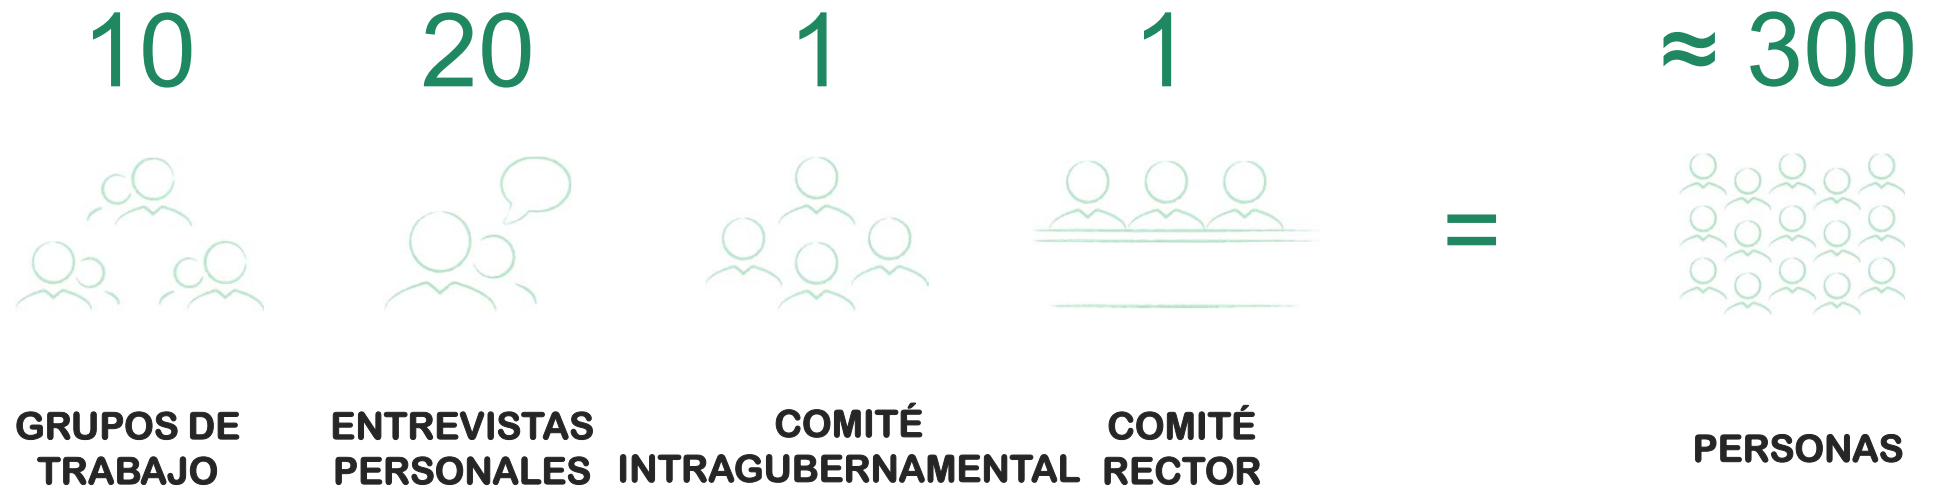 10
GRUPOS DE
TRABAJO
20
ENTREVISTAS
PERSONALES
1
COMITÉ
INTRAGUBERNAMENTAL
1
COMITÉ
RECTOR
=
≈ 300
PERSONAS